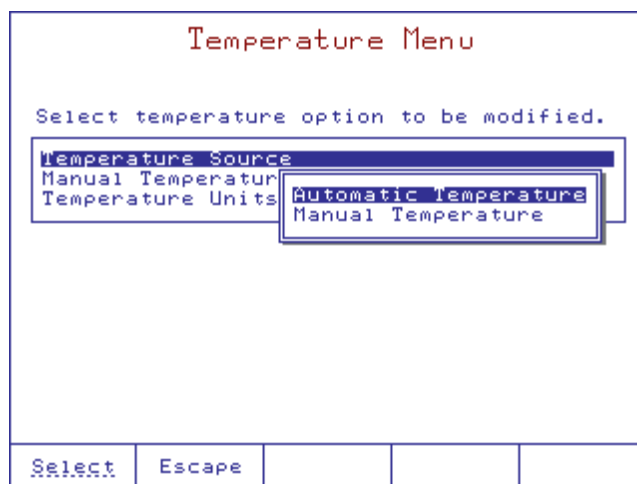 Temperature Menu
Select temperature option to be modified.
Temperature Source
Manual Temperatur
Temperature Units
Automatic Temperature
Manual Temperature
Select Escape